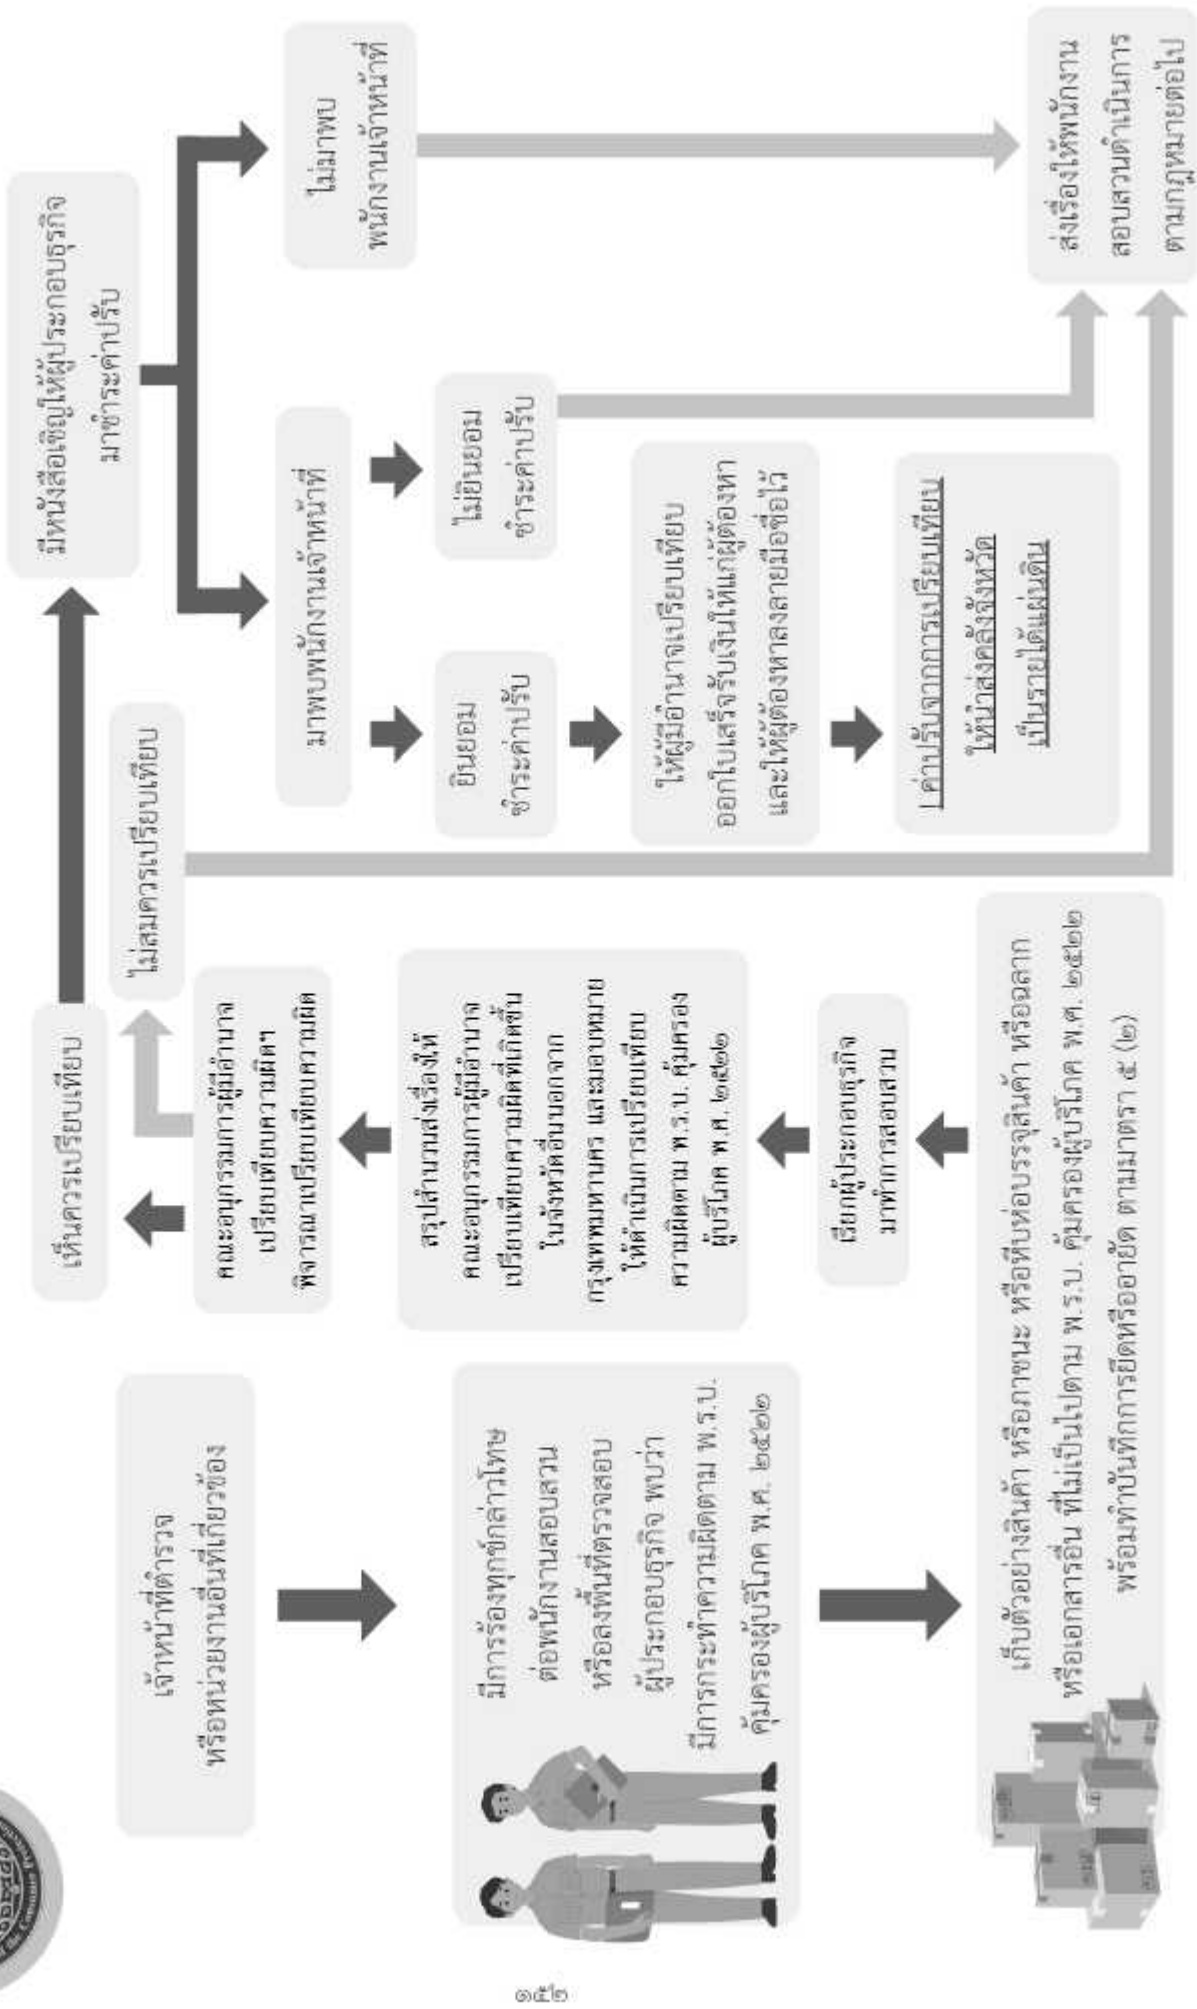 เจ้าหน้าที่ตำรวจ
หรือหน่วยงานอื่นที่เกี่ยวข้อง
มีการร้องทุกข์กล่าวโทษ
ต่อพนักงานสอบสวน
หรือลงพื้นที่ตรวจสอบ
ผู้ประกอบธุรกิจ พบว่า
มีการกระทำความผิดตาม พ.ร.บ.
คุ้มครองผู้บริโภค พ.ศ. ๒๕๒๒
เก็บตัวอย่างสินค้า หรือภาชนะ หรือหีบห่อบรรจุสินค้า หรือฉลาก
หรือเอกสารอื่น ที่ไม่เป็นไปตาม พ.ร.บ. คุ้มครองผู้บริโภค พ.ศ. ๒๕๒๒
พร้อมทำบันทึกการยึดหรืออายัด ตามมาตรา ๕ (๒)
เรียกผู้ประกอบธุรกิจ
มาทำการสอบสวน
สรุปสำนวนส่งเรื่องให้
คณะอนุกรรมการผู้มีอำนาจ
เปรียบเทียบความผิดที่เกิดขึ้น
ในจังหวัดอื่นนอกจาก
กรุงเทพมหานคร และมอบหมาย
ให้ดำเนินการเปรียบเทียบ
ความผิดตาม พ.ร.บ. คุ้มครอง
ผู้บริโภค พ.ศ. ๒๕๒๒
คณะอนุกรรมการผู้มีอำนาจ
เปรียบเทียบความผิดฯ
พิจารณาเปรียบเทียบความผิด
เห็นควรเปรียบเทียบ
ไม่สมควรเปรียบเทียบ
มีหนังสือเชิญให้ผู้ประกอบธุรกิจ
มาชำระค่าปรับ
มาพบพนักงานเจ้าหน้าที่
ไม่มาพบ
พนักงานเจ้าหน้าที่
ยินยอม
ชำระค่าปรับ
ไม่ยินยอม
ชำระค่าปรับ
ให้ผู้มีอำนาจเปรียบเทียบ
ออกใบเสร็จรับเงินให้แก่ผู้ต้องหา
และให้ผู้ต้องหาลงลายมือชื่อไว้
! ค่าปรับจากการเปรียบเทียบ
ให้นำส่งคลังจังหวัด
เป็นรายได้แผ่นดิน
ส่งเรื่องให้พนักงาน
สอบสวนดำเนินการ
ตามกฎหมายต่อไป
๑๕๒